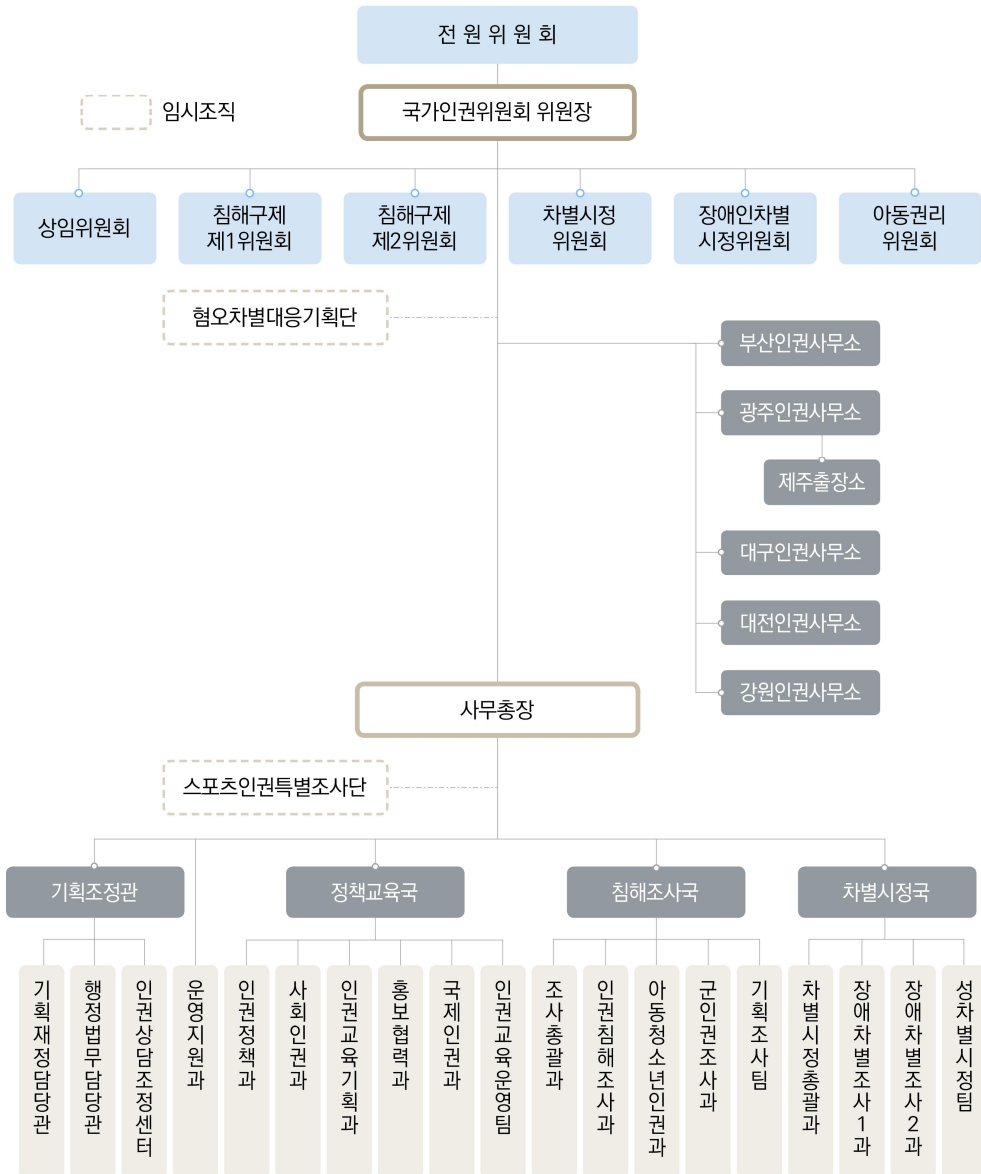 전 원 위 원 회
임시조직
국가인권위원회 위원장
상임위원회
침해구제
제1위원회
침해구제
제2위원회
차별시정
위원회
장애인차별
시정위원회
아동권리
위원회
혐오차별대응기획단
부산인권사무소
광주인권사무소
제주출장소
대구인권사무소
대전인권사무소
강원인권사무소
사무총장
스포츠인권특별조사단
기획조정관
정책교육국
침해조사국
차별시정국
기획재정담당관
행정법무담당관
인권상담조정센터
운영지원과
인권정책과
사회인권과
인권교육기획과
홍보협력과
국제인권과
인권교육운영팀
조사총괄과
인권침해조사과
아동청소년인권과
군인권조사과
기획조사팀
차별시정총괄과
장애차별조사1과
장애차별조사2과
성차별시정팀